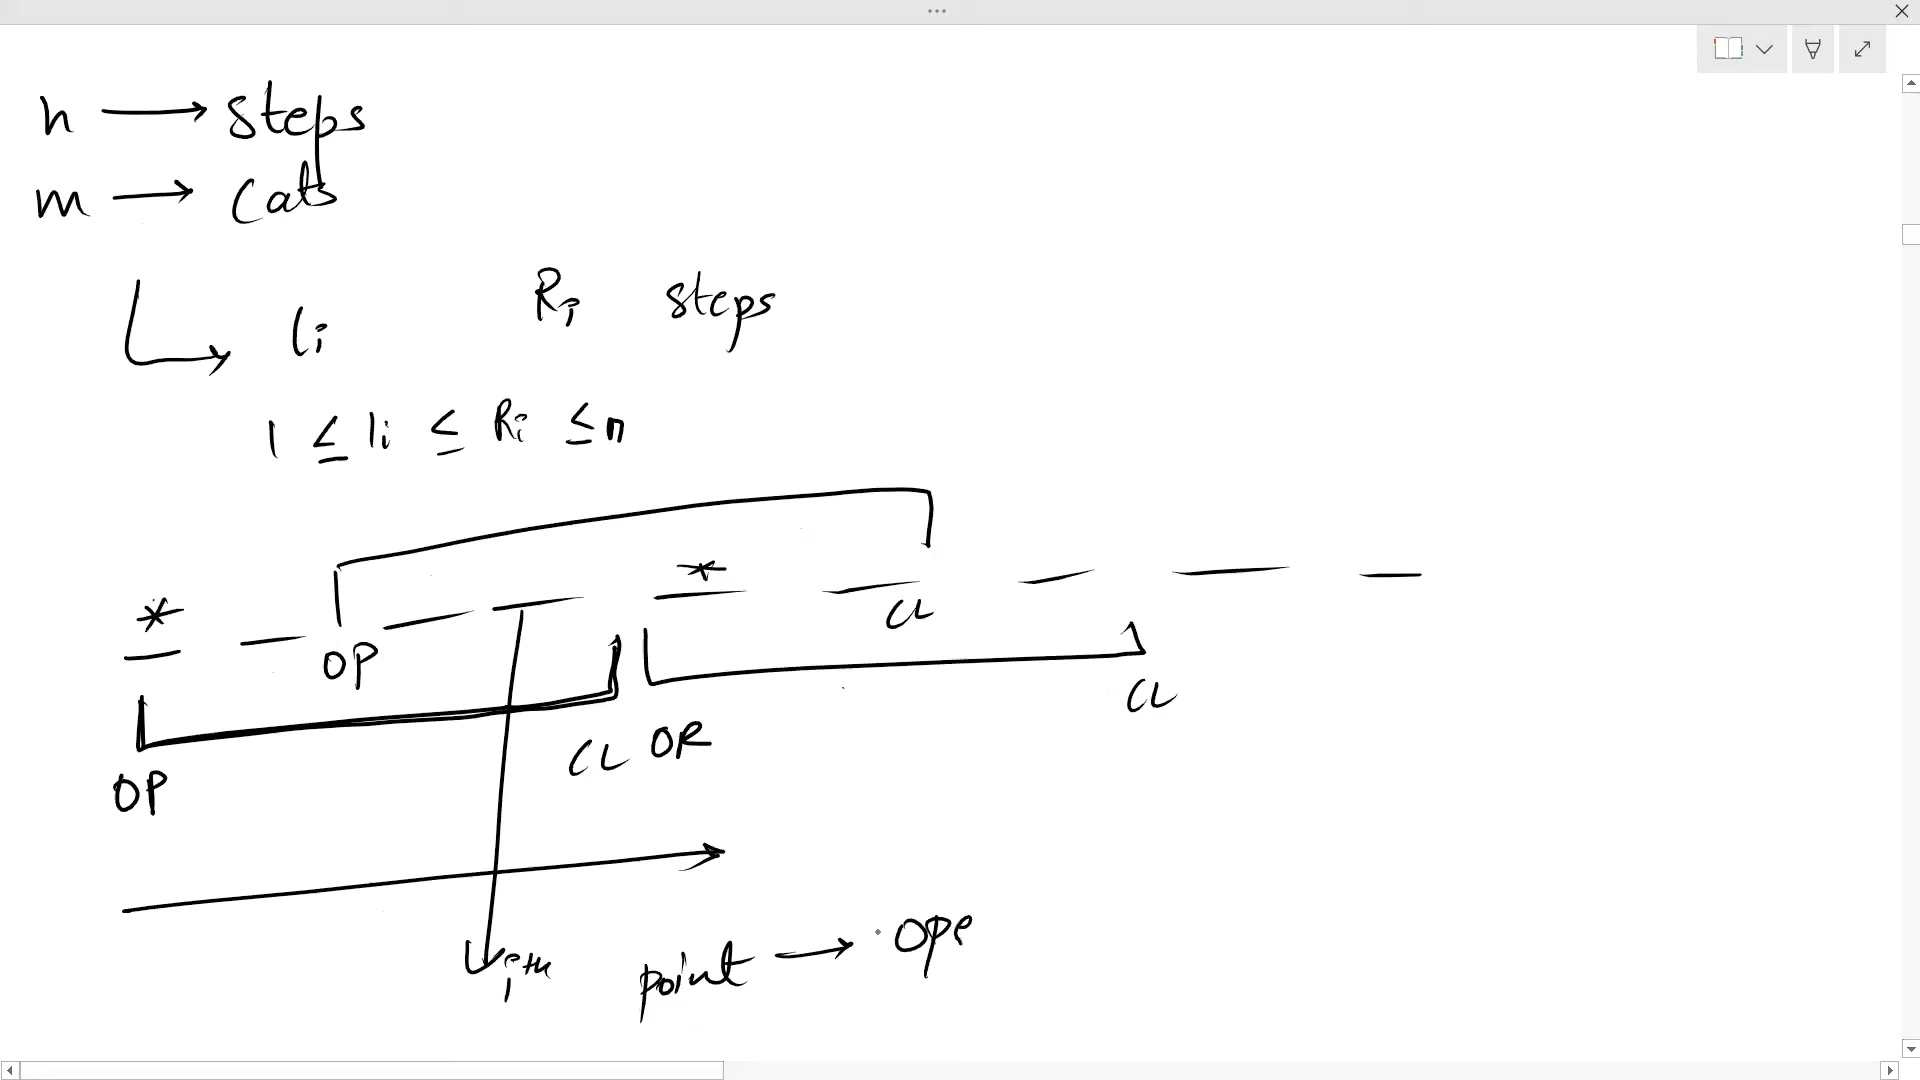 n → steps
m → Cats
li Ri steps
1 ≤ li ≤ Ri ≤ n
*
*
CL
OP
CL
CL OR
OP
ith point → ope